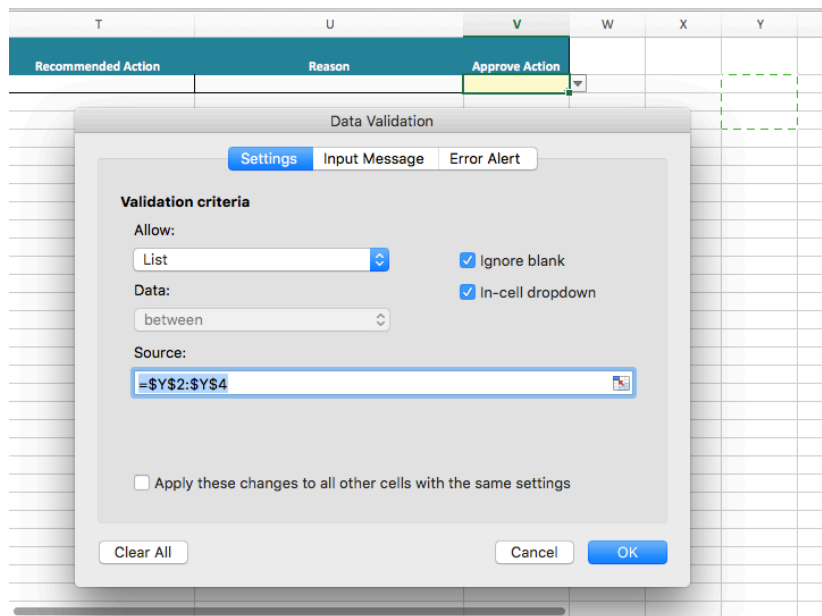 T U V W X Y
Recommended Action Reason Approve Action
Data Validation
Settings Input Message Error Alert
Validation criteria
Allow:
List Ignore blank
Data: In-cell dropdown
between
Source:
=$Y$2:$Y$4
Apply these changes to all other cells with the same settings
Clear All Cancel OK